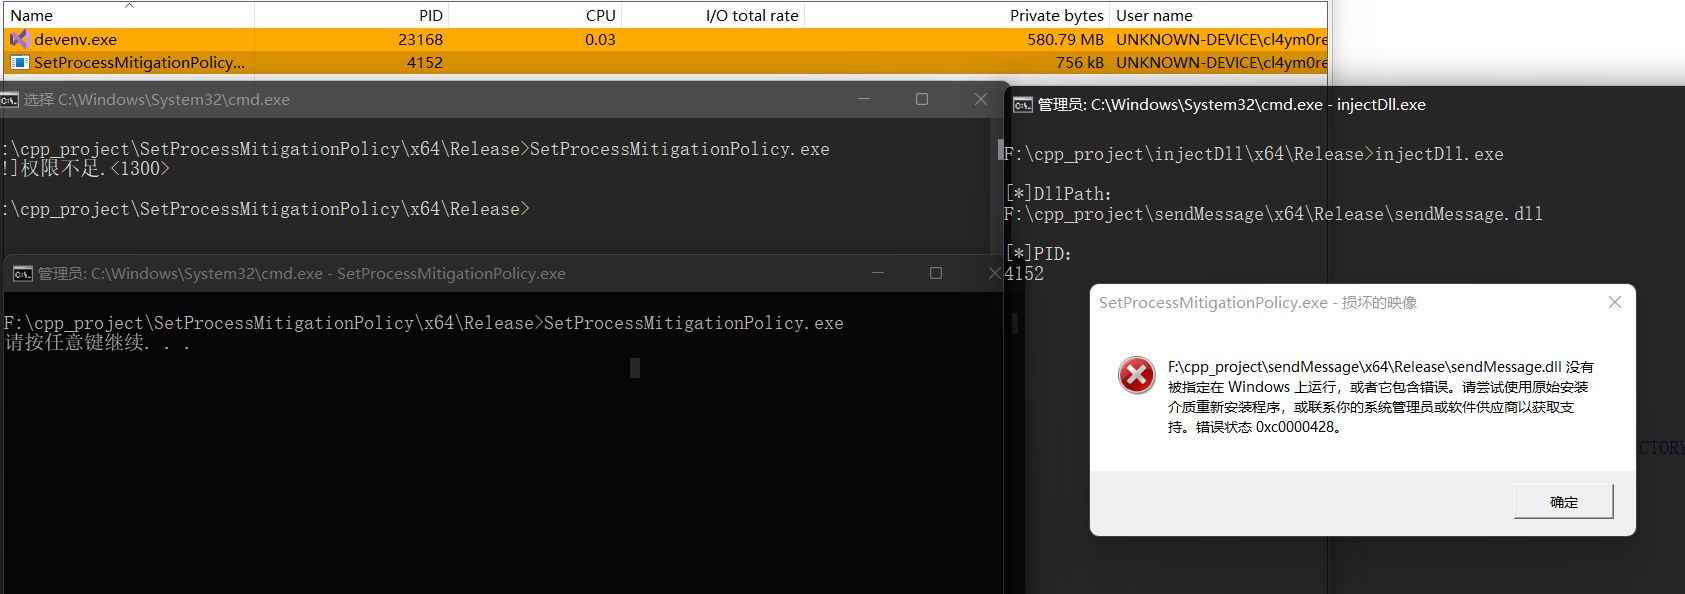 Name PID CPU I/O total rate Private bytes User name
devenv.exe 23168 0.03 580.79 MB UNKNOWN-DEVICE\cl4ym0re
SetProcessMitigationPolicy... 4152 756 kB UNKNOWN-DEVICE\cl4ym0re
选择 C:\Windows\System32\cmd.exe
:\cpp_project\SetProcessMitigationPolicy\x64\Release>SetProcessMitigationPolicy.exe
!]权限不足.<1300>
:\cpp_project\SetProcessMitigationPolicy\x64\Release>
管理员: C:\Windows\System32\cmd.exe - SetProcessMitigationPolicy.exe
F:\cpp_project\SetProcessMitigationPolicy\x64\Release>SetProcessMitigationPolicy.exe
请按任意键继续. . .
管理员: C:\Windows\System32\cmd.exe - injectDll.exe
F:\cpp_project\injectDll\x64\Release>injectDll.exe
[*]DllPath:
F:\cpp_project\sendMessage\x64\Release\sendMessage.dll
[*]PID:
4152
SetProcessMitigationPolicy.exe - 损坏的映像
F:\cpp_project\sendMessage\x64\Release\sendMessage.dll 没有
被指定在 Windows 上运行，或者它包含错误。请尝试使用原始安装
介质重新安装程序，或联系你的系统管理员或软件供应商以获取支
持。错误状态 0xc0000428。
ECTORY
确定